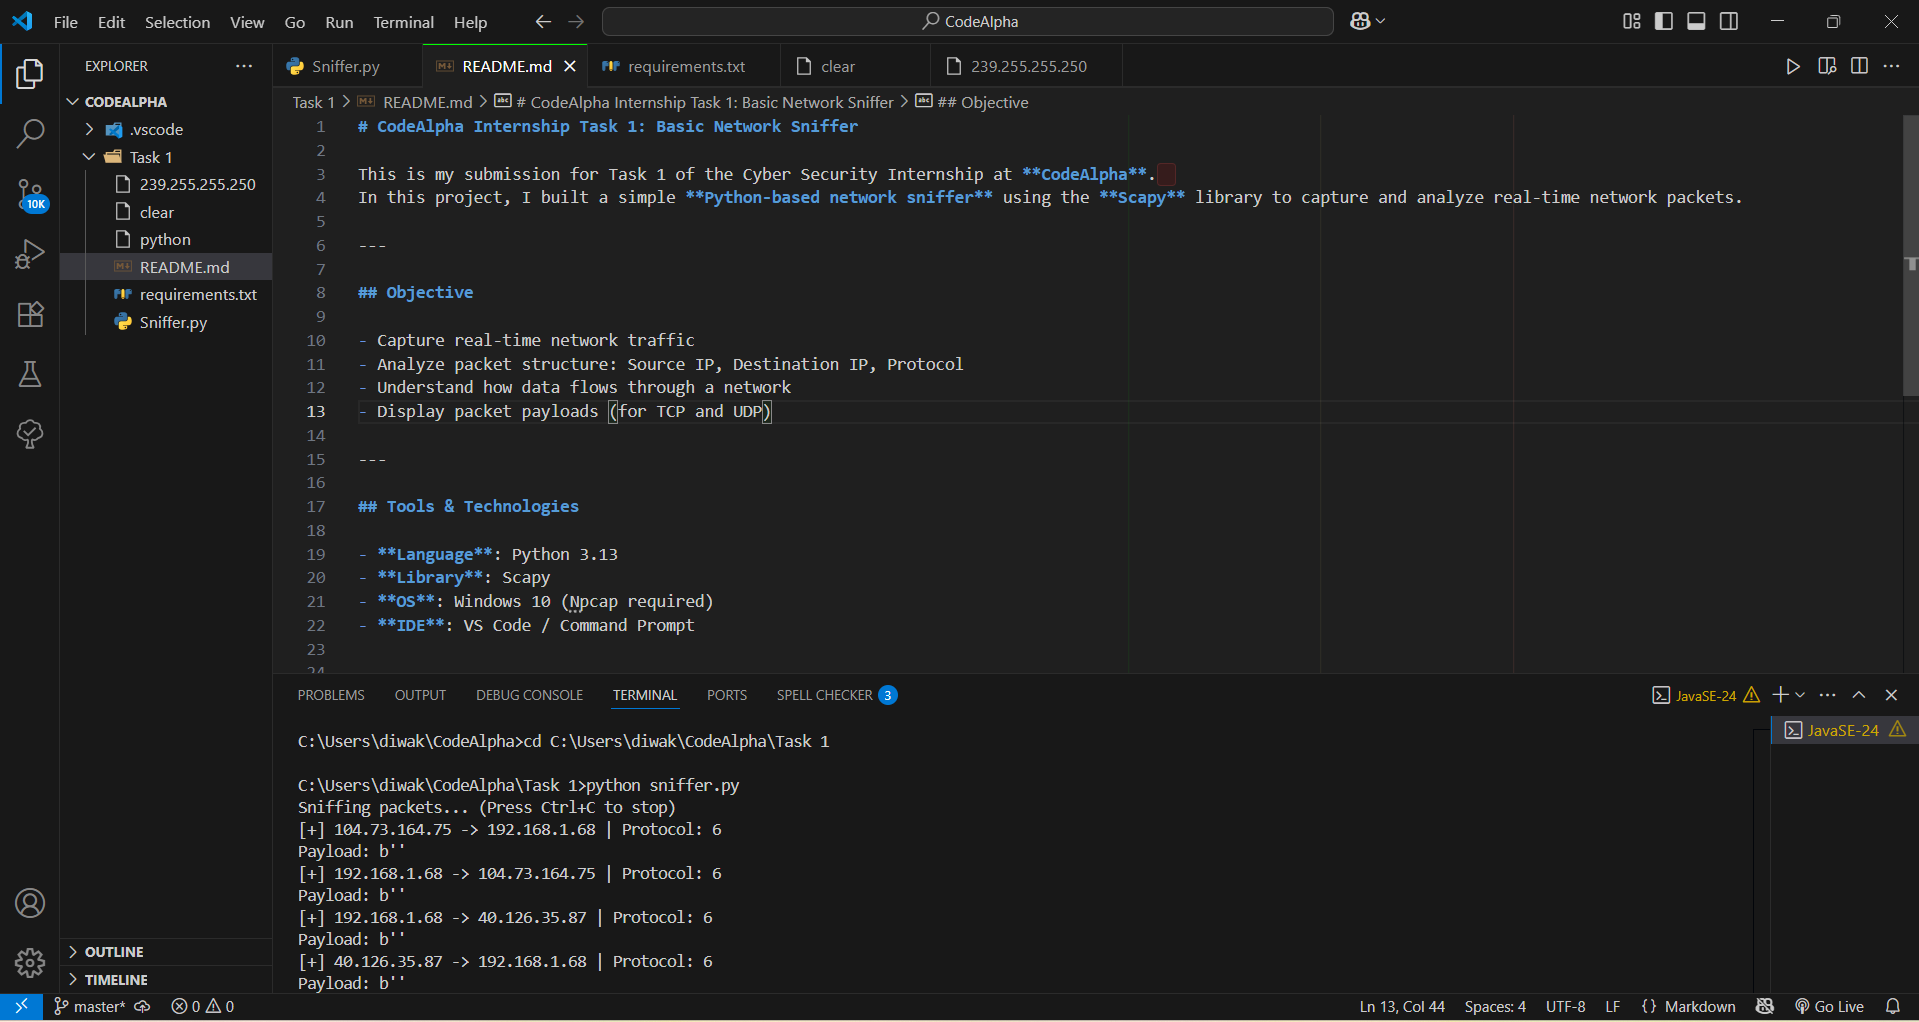 File Edit Selection View Go Run Terminal Help CodeAlpha
EXPLORER
CODEALPHA
.vscode
Task 1
239.255.255.250
clear
python
README.md
requirements.txt
Sniffer.py
OUTLINE
TIMELINE
10K
Sniffer.py README.md requirements.txt clear 239.255.255.250
Task 1 > README.md > # CodeAlpha Internship Task 1: Basic Network Sniffer > ## Objective
1 # CodeAlpha Internship Task 1: Basic Network Sniffer
2
3 This is my submission for Task 1 of the Cyber Security Internship at **CodeAlpha**.
4 In this project, I built a simple **Python-based network sniffer** using the **Scapy** library to capture and analyze real-time network packets.
5
6 ---
7
8 ## Objective
9
10 - Capture real-time network traffic
11 - Analyze packet structure: Source IP, Destination IP, Protocol
12 - Understand how data flows through a network
13 - Display packet payloads (for TCP and UDP)
14
15 ---
16
17 ## Tools & Technologies
18
19 - **Language**: Python 3.13
20 - **Library**: Scapy
21 - **OS**: Windows 10 (Npcap required)
22 - **IDE**: VS Code / Command Prompt
23
24
PROBLEMS OUTPUT DEBUG CONSOLE TERMINAL PORTS SPELL CHECKER 3 JavaSE-24
JavaSE-24
C:\Users\diwak\CodeAlpha>cd C:\Users\diwak\CodeAlpha\Task 1
C:\Users\diwak\CodeAlpha\Task 1>python sniffer.py
Sniffing packets... (Press Ctrl+C to stop)
[+] 104.73.164.75 -> 192.168.1.68 | Protocol: 6
Payload: b''
[+] 192.168.1.68 -> 104.73.164.75 | Protocol: 6
Payload: b''
[+] 192.168.1.68 -> 40.126.35.87 | Protocol: 6
Payload: b''
[+] 40.126.35.87 -> 192.168.1.68 | Protocol: 6
Payload: b''
master* 0 0 Ln 13, Col 44 Spaces: 4 UTF-8 LF {} Markdown Go Live